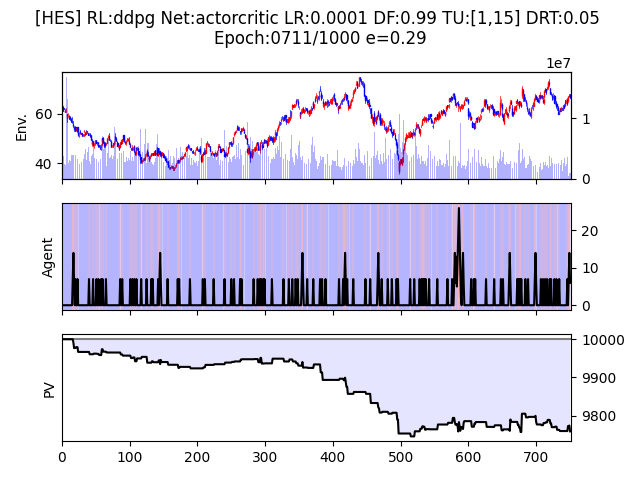 [HES] RL:ddpg Net:actorcritic LR:0.0001 DF:0.99 TU:[1,15] DRT:0.05
Epoch:0711/1000 e=0.29
1e7
Env.
60
40
1
0
Agent
20
10
0
PV
10000
9900
9800
0 100 200 300 400 500 600 700